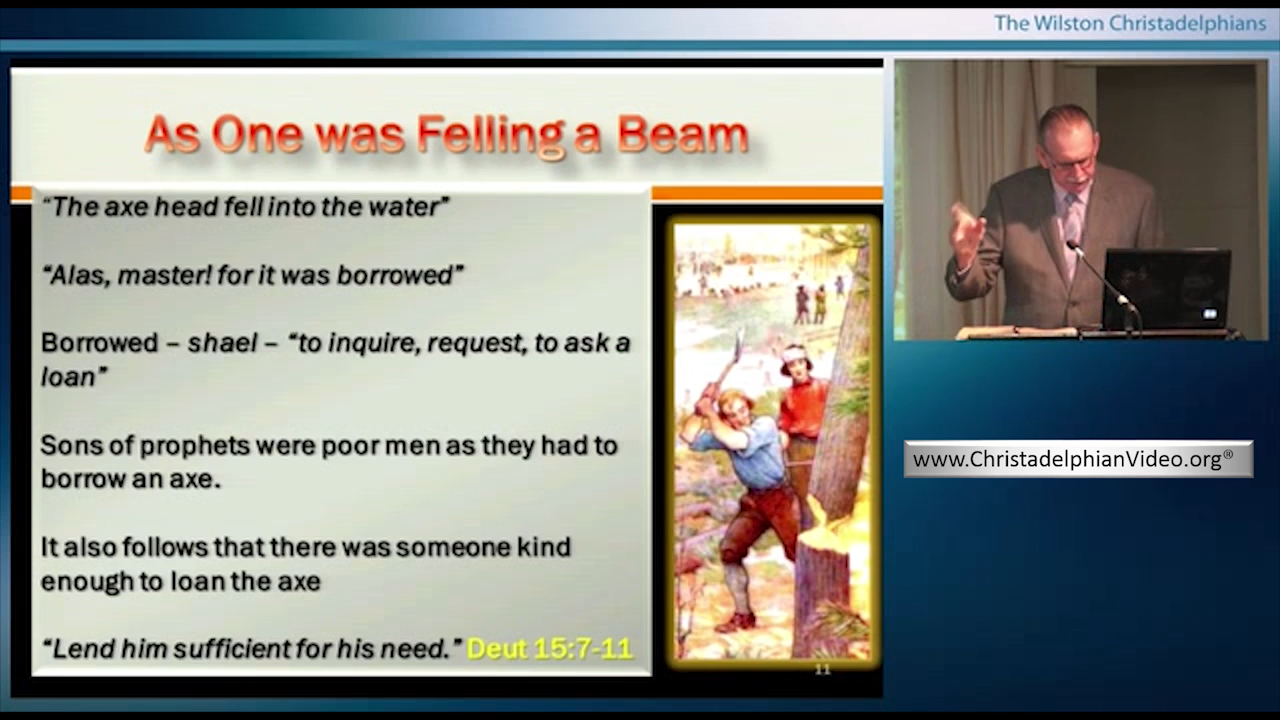 The Wilston Christadelphians
As One was Felling a Beam
“The axe head fell into the water”
“Alas, master! for it was borrowed”
Borrowed – shael – “to inquire, request, to ask a
loan”
Sons of prophets were poor men as they had to
borrow an axe.
It also follows that there was someone kind
enough to loan the axe
“Lend him sufficient for his need.” Deut 15:7-11
11
www.ChristadelphianVideo.org®